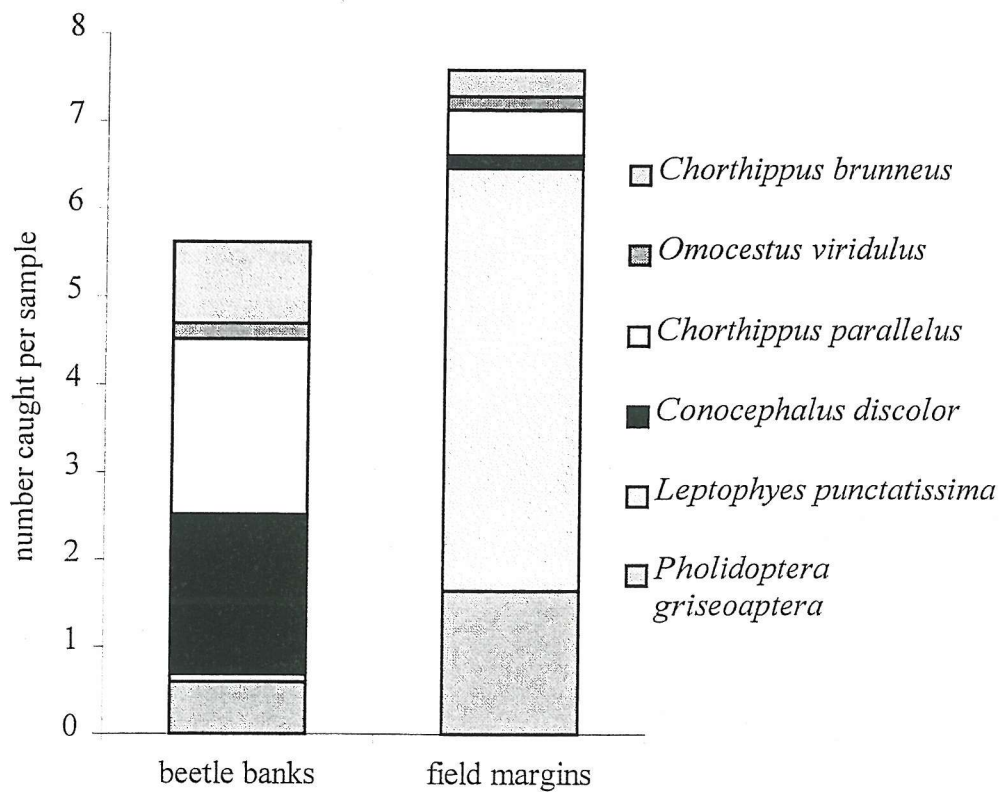 8
7
6
5
4
3
2
1
0
number caught per sample
beetle banks
field margins
Chorthippus brunneus
Omocestus viridulus
Chorthippus parallelus
Conocephalus discolor
Leptophyes punctatissima
Pholidoptera
griseoaptera